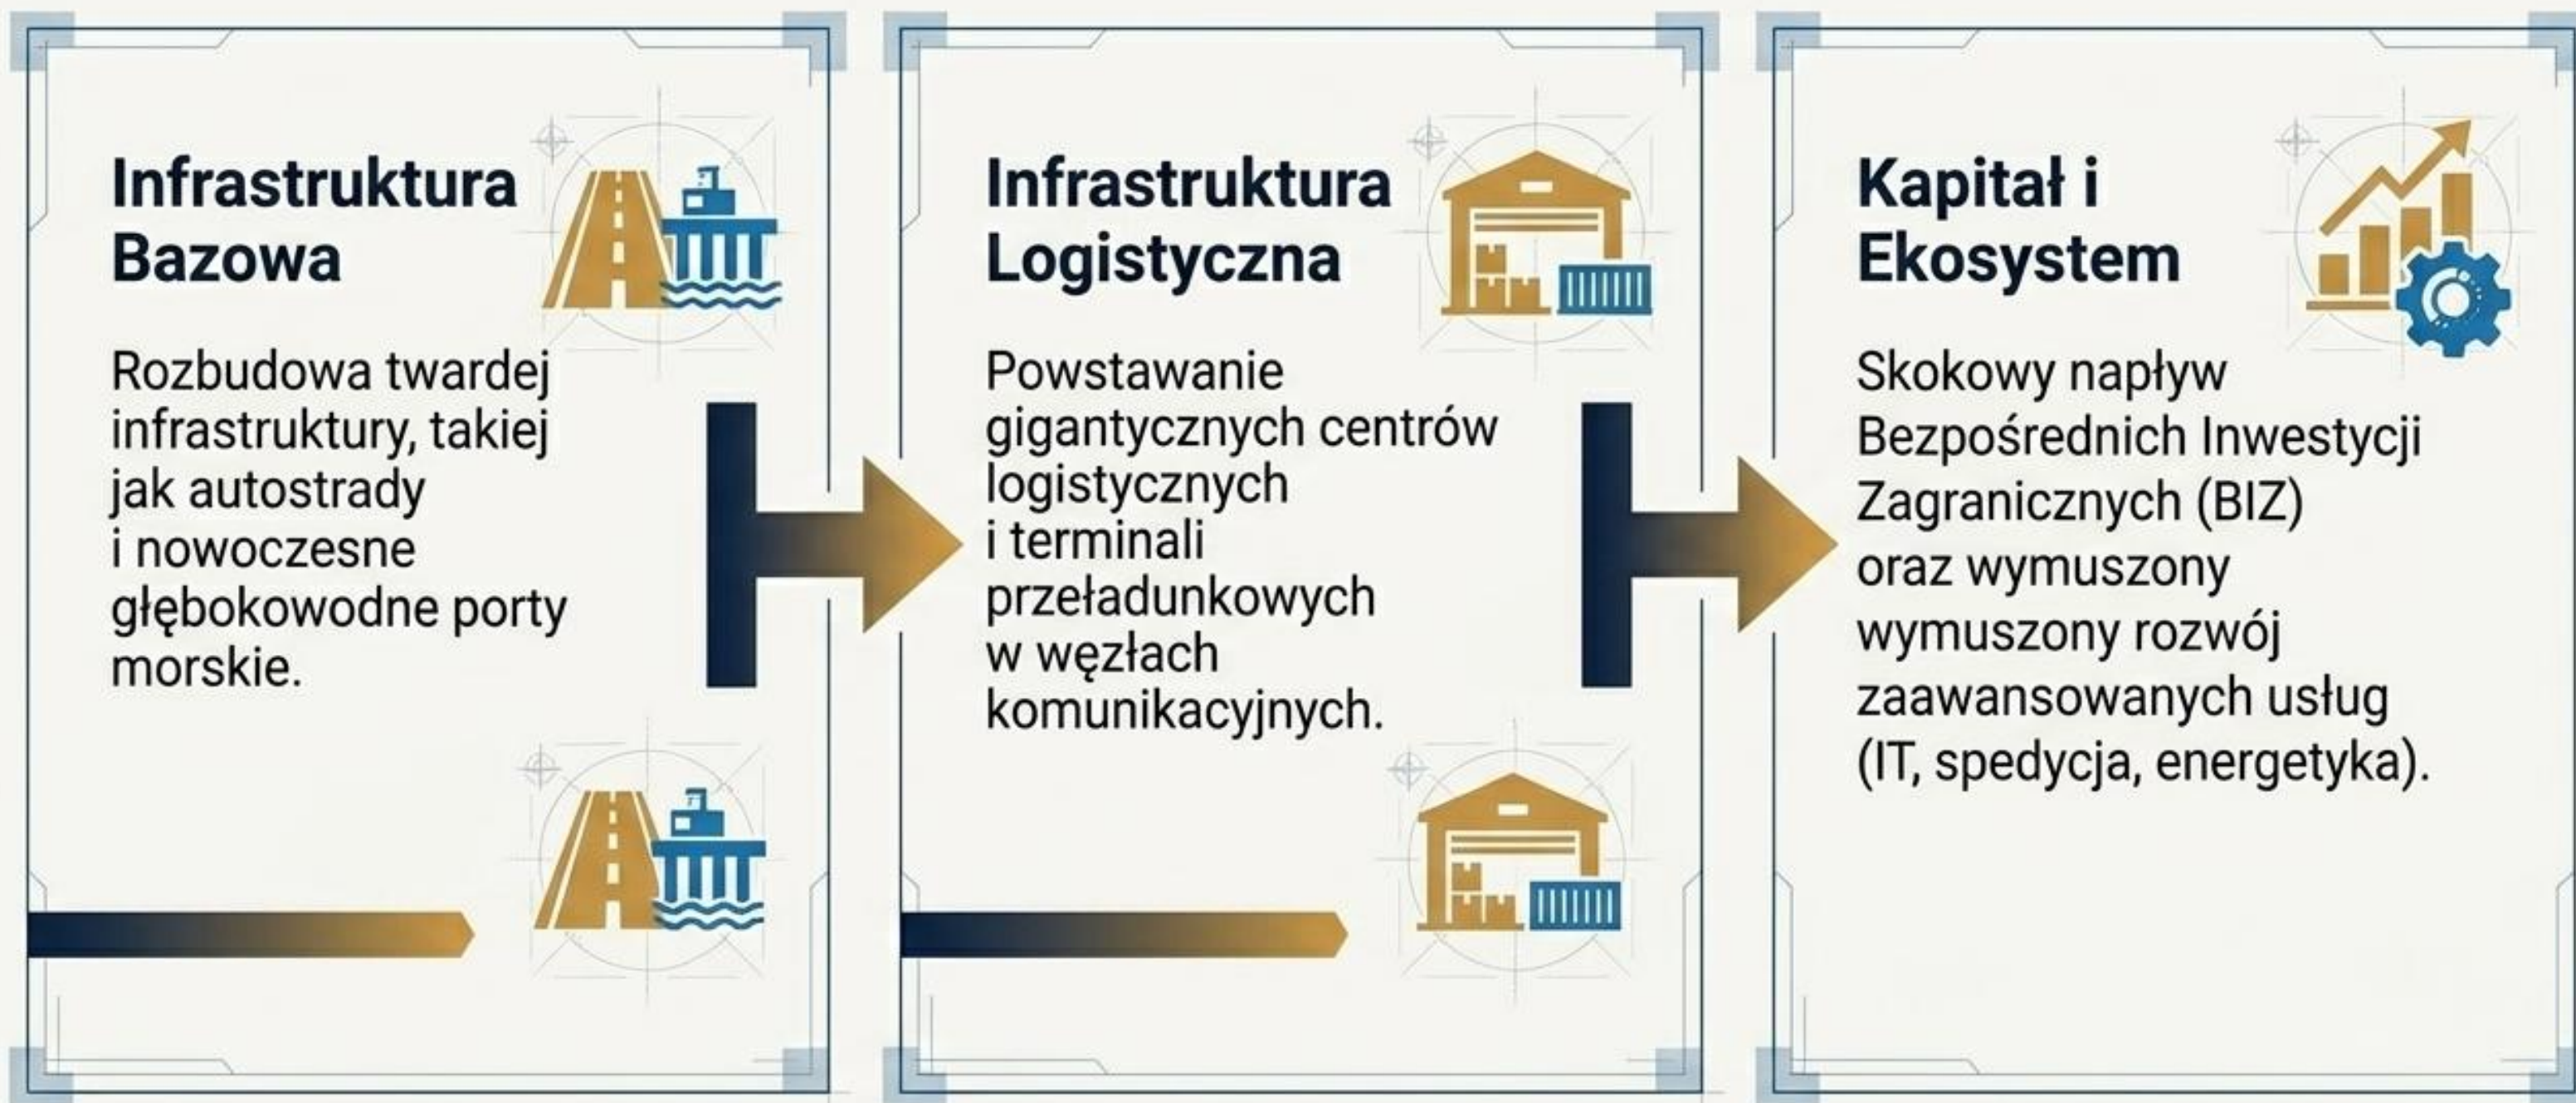 Infrastruktura
Bazowa
Rozbudowa twardej
infrastruktury, takiej
jak autostrady
i nowoczesne
głębokowodne porty
morskie.
Infrastruktura
Logistyczna
Powstawanie
gigantycznych centrów
logistycznych
i terminali
przeładunkowych
w węzłach
komunikacyjnych.
Kapitał i
Ekosystem
Skokowy napływ
Bezpośrednich Inwestycji
Zagranicznych (BIZ)
oraz wymuszony
wymuszony rozwój
zaawansowanych usług
(IT, spedycja, energetyka).